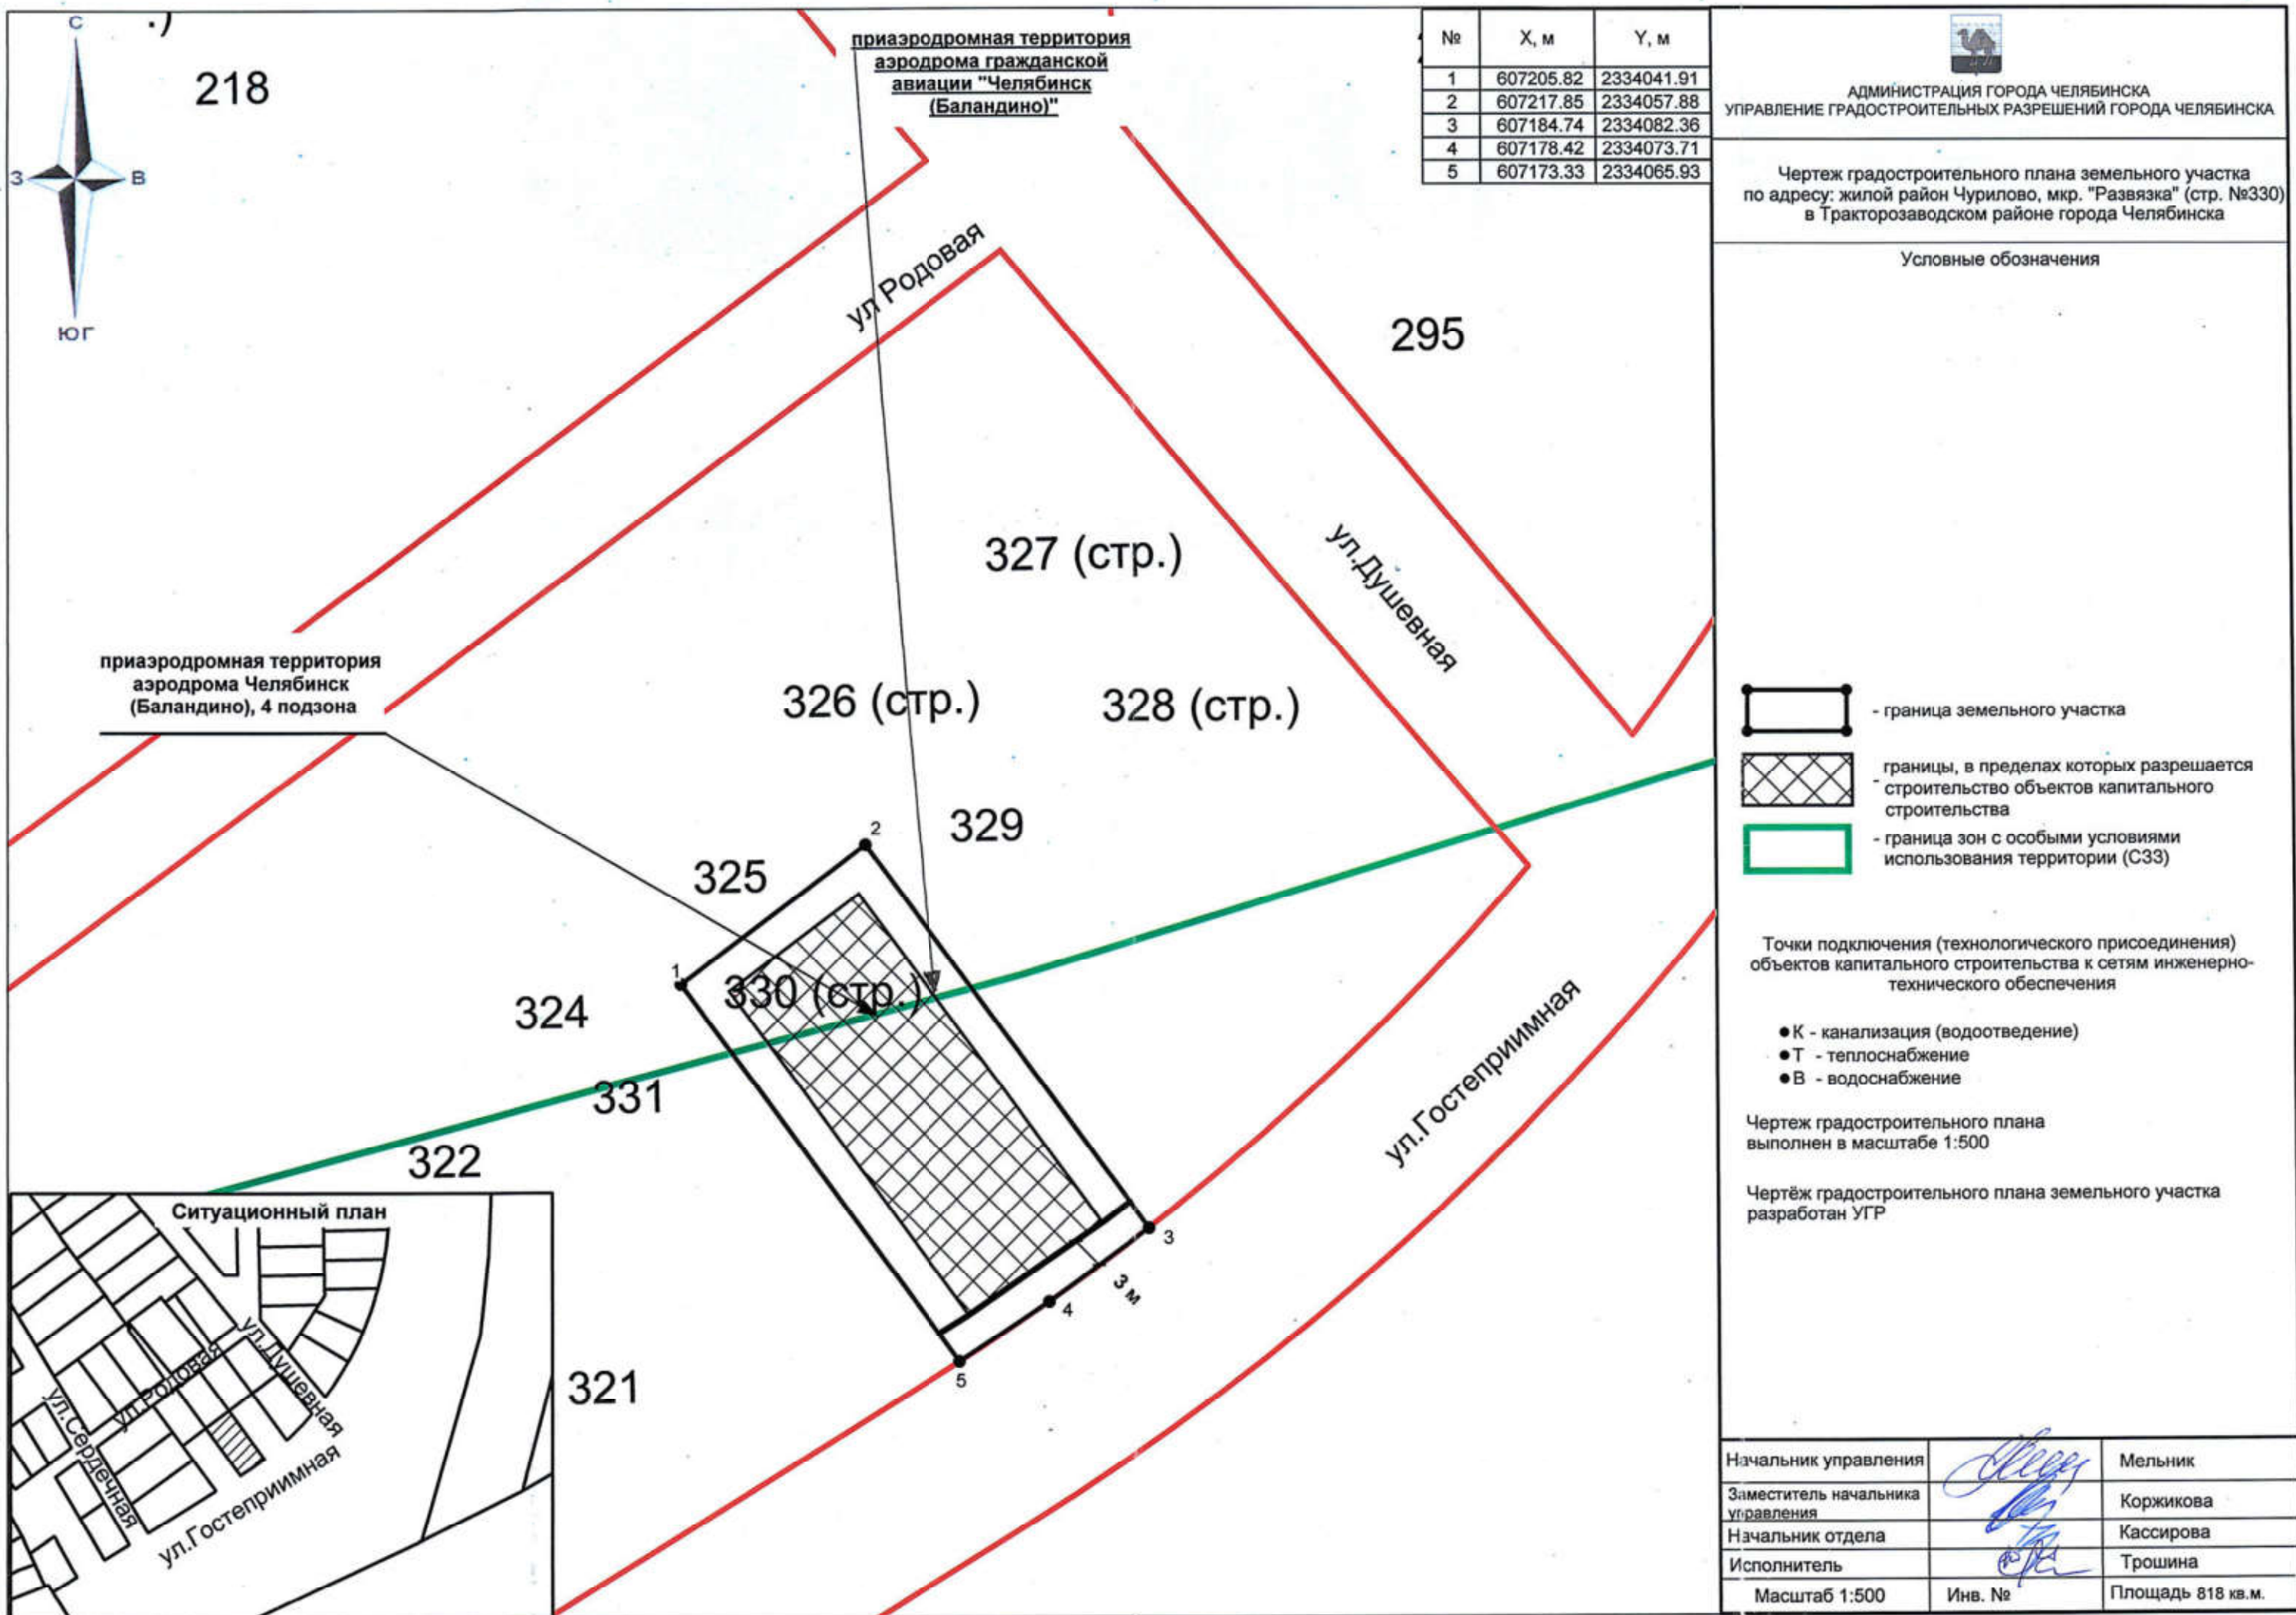 С
З
В
ЮГ
.)
218
приаэродромная территория
аэродрома гражданской
авиации "Челябинск
(Баландино)"
№ X, м Y, м
1 607205.82 2334041.91
2 607217.85 2334057.88
3 607184.74 2334082.36
4 607178.42 2334073.71
5 607173.33 2334065.93
АДМИНИСТРАЦИЯ ГОРОДА ЧЕЛЯБИНСКА
УПРАВЛЕНИЕ ГРАДОСТРОИТЕЛЬНЫХ РАЗРЕШЕНИЙ ГОРОДА ЧЕЛЯБИНСКА
Чертеж градостроительного плана земельного участка
по адресу: жилой район Чурилово, мкр. "Развязка" (стр. №330)
в Тракторозаводском районе города Челябинска
Условные обозначения
ул Родовая
295
327 (стр.)
ул.Душевная
приаэродромная территория
аэродрома Челябинск
(Баландино), 4 подзона
326 (стр.)
328 (стр.)
329
2
325
1
330 (стр.)
324
331
322
ул.Гостеприимная
3
3 м
4
5
321
- граница земельного участка
- границы, в пределах которых разрешается
строительство объектов капитального
строительства
- граница зон с особыми условиями
использования территории (СЗЗ)
Точки подключения (технологического присоединения)
объектов капитального строительства к сетям инженерно-
технического обеспечения
К - канализация (водоотведение)
Т - теплоснабжение
В - водоснабжение
Чертеж градостроительного плана
выполнен в масштабе 1:500
Чертёж градостроительного плана земельного участка
разработан УГР
Ситуационный план
ул.Родовая
ул.Душевная
ул.Сердечная
ул.Гостеприимная
Начальник управления Мельник
Заместитель начальника
управления Коржикова
Начальник отдела Кассирова
Исполнитель Трошина
Масштаб 1:500 Инв. № Площадь 818 кв.м.